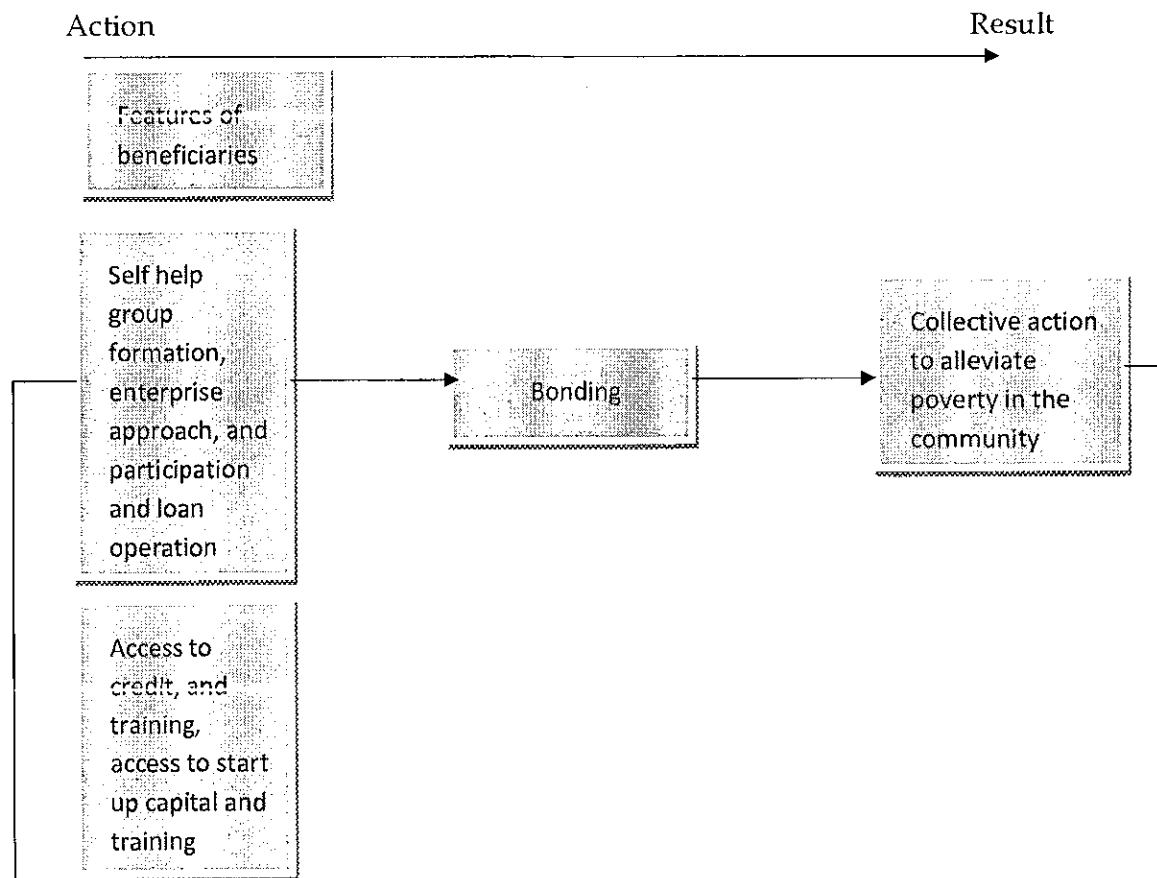 Action
Result
Features of
beneficiaries
Self help
group
formation,
enterprise
approach, and
participation
and loan
operation
Bonding
Collective action
to alleviate
poverty in the
community
Access to
credit, and
training,
access to start
up capital and
training